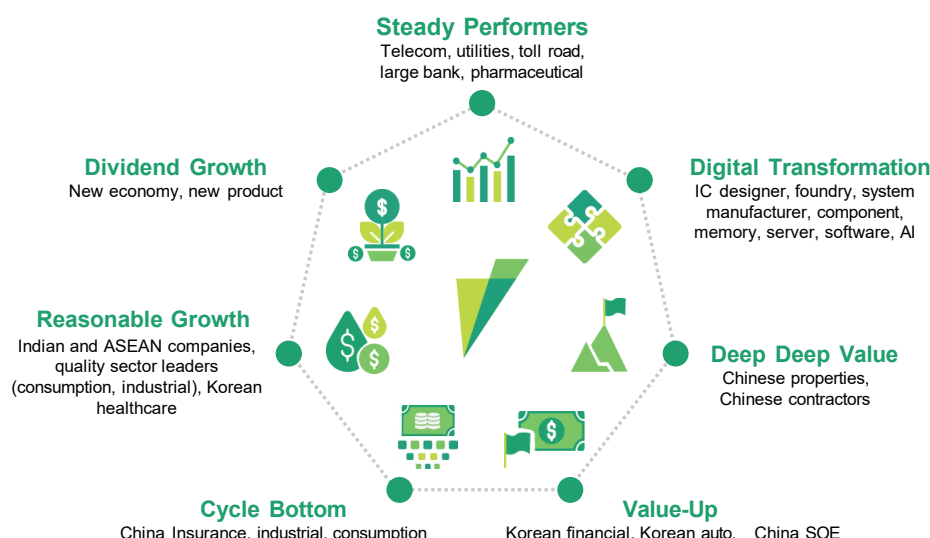 Steady Performers
Telecom, utilities, toll road,
large bank, pharmaceutical
Dividend Growth
New economy, new product
Digital Transformation
IC designer, foundry, system
manufacturer, component,
memory, server, software, AI
Reasonable Growth
Indian and ASEAN companies,
quality sector leaders
(consumption, industrial), Korean
healthcare
Deep Deep Value
Chinese properties,
Chinese contractors
Cycle Bottom
China Insurance, industrial, consumption
Value-Up
Korean financial, Korean auto, China SOE
$
$
$
$
$
$
$